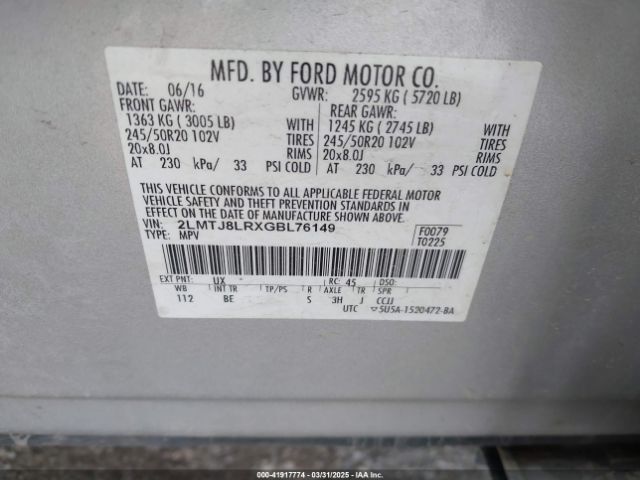 MFD. BY FORD MOTOR CO.
DATE: 06/16 GVWR: 2595 KG ( 5720 LB)
FRONT GAWR: REAR GAWR:
1363 KG ( 3005 LB) WITH 1245 KG ( 2745 LB) WITH
245/50R20 102V TIRES 245/50R20 102V TIRES
20x8.0J RIMS 20x8.0J RIMS
AT 230 kPa/ 33 PSI COLD AT 230 kPa/ 33 PSI COLD
THIS VEHICLE CONFORMS TO ALL APPLICABLE FEDERAL MOTOR
VEHICLE SAFETY AND THEFT PREVENTION STANDARDS IN
EFFECT ON THE DATE OF MANUFACTURE SHOWN ABOVE.
VIN: 2LMTJ8LRXGBL76149 F0079
TYPE: MPV T0225
EXT PNT: UX RC: 45 DSO:
WB INT TR TP/PS R AXLE TR SPR
112 BE S 3H J CCJJ
UTC ▽5U5A-1520472-BA
00-41917774 - 03/31/2025 - IAAI.COM